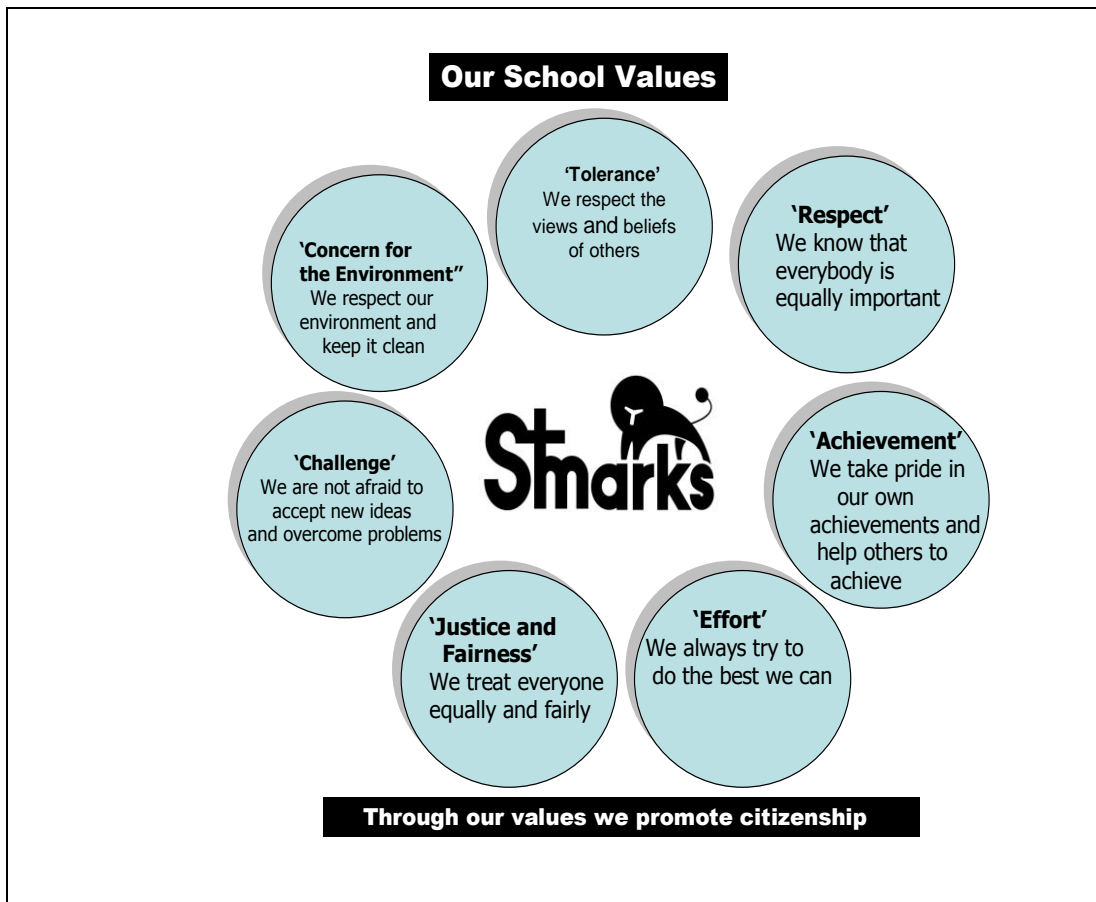 Our School Values
‘Tolerance’
We respect the
views and beliefs
of others
‘Respect’
We know that
everybody is
equally important
‘Achievement’
We take pride in
our own
achievements and
help others to
achieve
‘Effort’
We always try to
do the best we can
‘Justice and
Fairness’
We treat everyone
equally and fairly
‘Challenge’
We are not afraid to
accept new ideas
and overcome problems
‘Concern for
the Environment”
We respect our
environment and
keep it clean
St marks
Through our values we promote citizenship